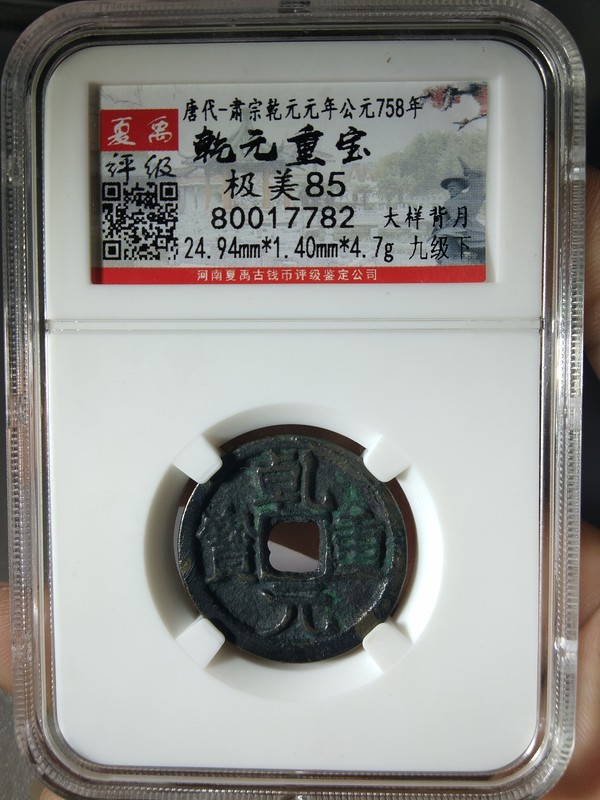 唐代-肃宗乾元元年公元758年
夏禹
评级
乾元重宝
极美85
80017782 大样背月
24.94mm*1.40mm*4.7g 九级下
河南夏禹古钱币评级鉴定公司
乾
寶 重
元